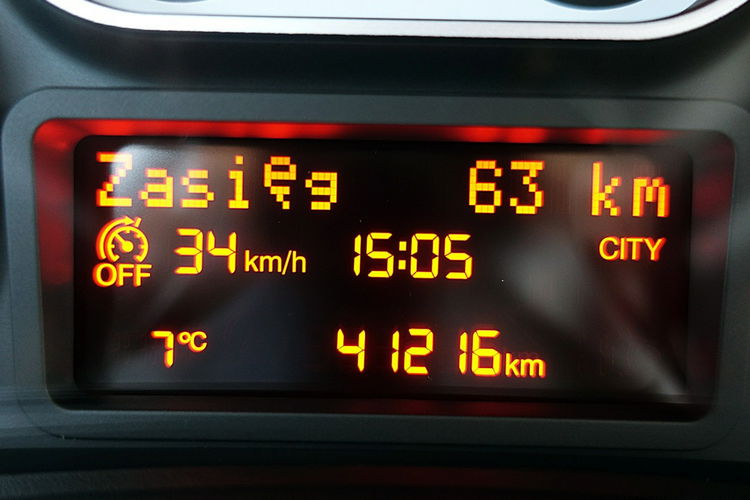 Zasięg 63 km
OFF 34 km/h 15:05 CITY
7°C 41216 km